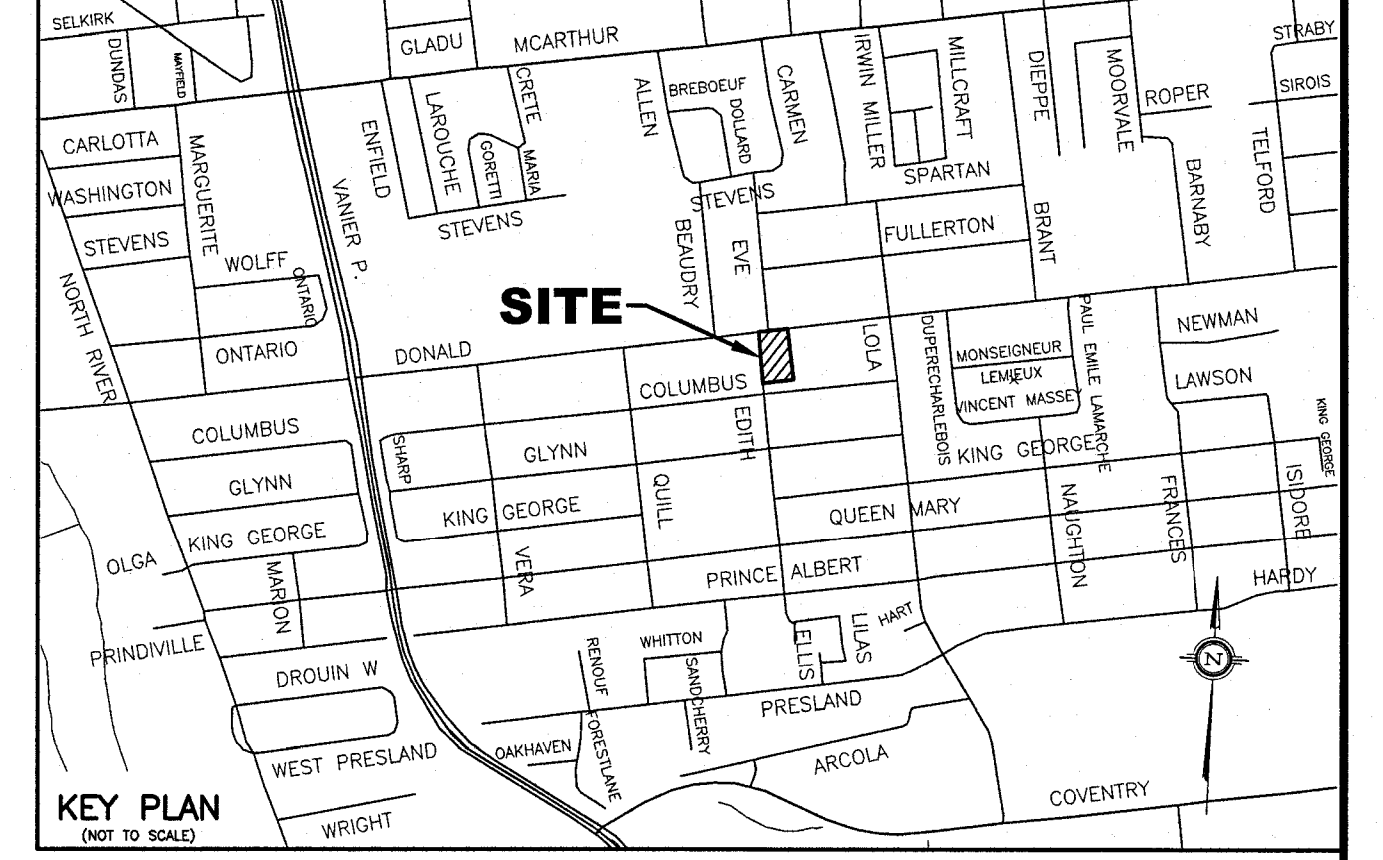 SELKIRK
DUNDAS
MAYFIELD
GLADU
MCARTHUR
CRETE
ALLEN
BREBOEUF
DOLLARD
CARMEN
IRWIN MILLER
MILLCRAFT
DIEPPE
MOORVALE
ROPER
STRABY
SIROIS
TELFORD
CARLOTTA
MARGUERITE
WASHINGTON
STEVENS
ENFIELD
LAROUCHE
GORETTI
MARIA
STEVENS
VANIER P.
STEVENS
BEAUDRY
EVE
SPARTAN
FULLERTON
BRANT
BARNABY
WOLFF
ONTARIO
ONTARIO
NORTH RIVER
SITE
DONALD
COLUMBUS
LOLA
DUPERECHARLEBOIS
MONSEIGNEUR
LEMIEUX
VINCENT MASSEY
PAUL EMILE LAMARCHE
NEWMAN
LAWSON
KING GEORGE
COLUMBUS
GLYNN
KING GEORGE
SHARP
GLYNN
KING GEORGE
EDITH
QUILL
KING GEORGE
QUEEN MARY
NAUGHTON
FRANCES
ISIDORE
OLGA
MARION
VERA
PRINCE ALBERT
HARDY
PRINDIVILLE
DROUIN W
RENOUF
WHITTON
SANDCHERRY
ELLIS
LILAS
HART
N
PRESLAND
WEST PRESLAND
OAKHAVEN
FORESTLANE
ARCOLA
COVENTRY
WRIGHT
KEY PLAN
(NOT TO SCALE)